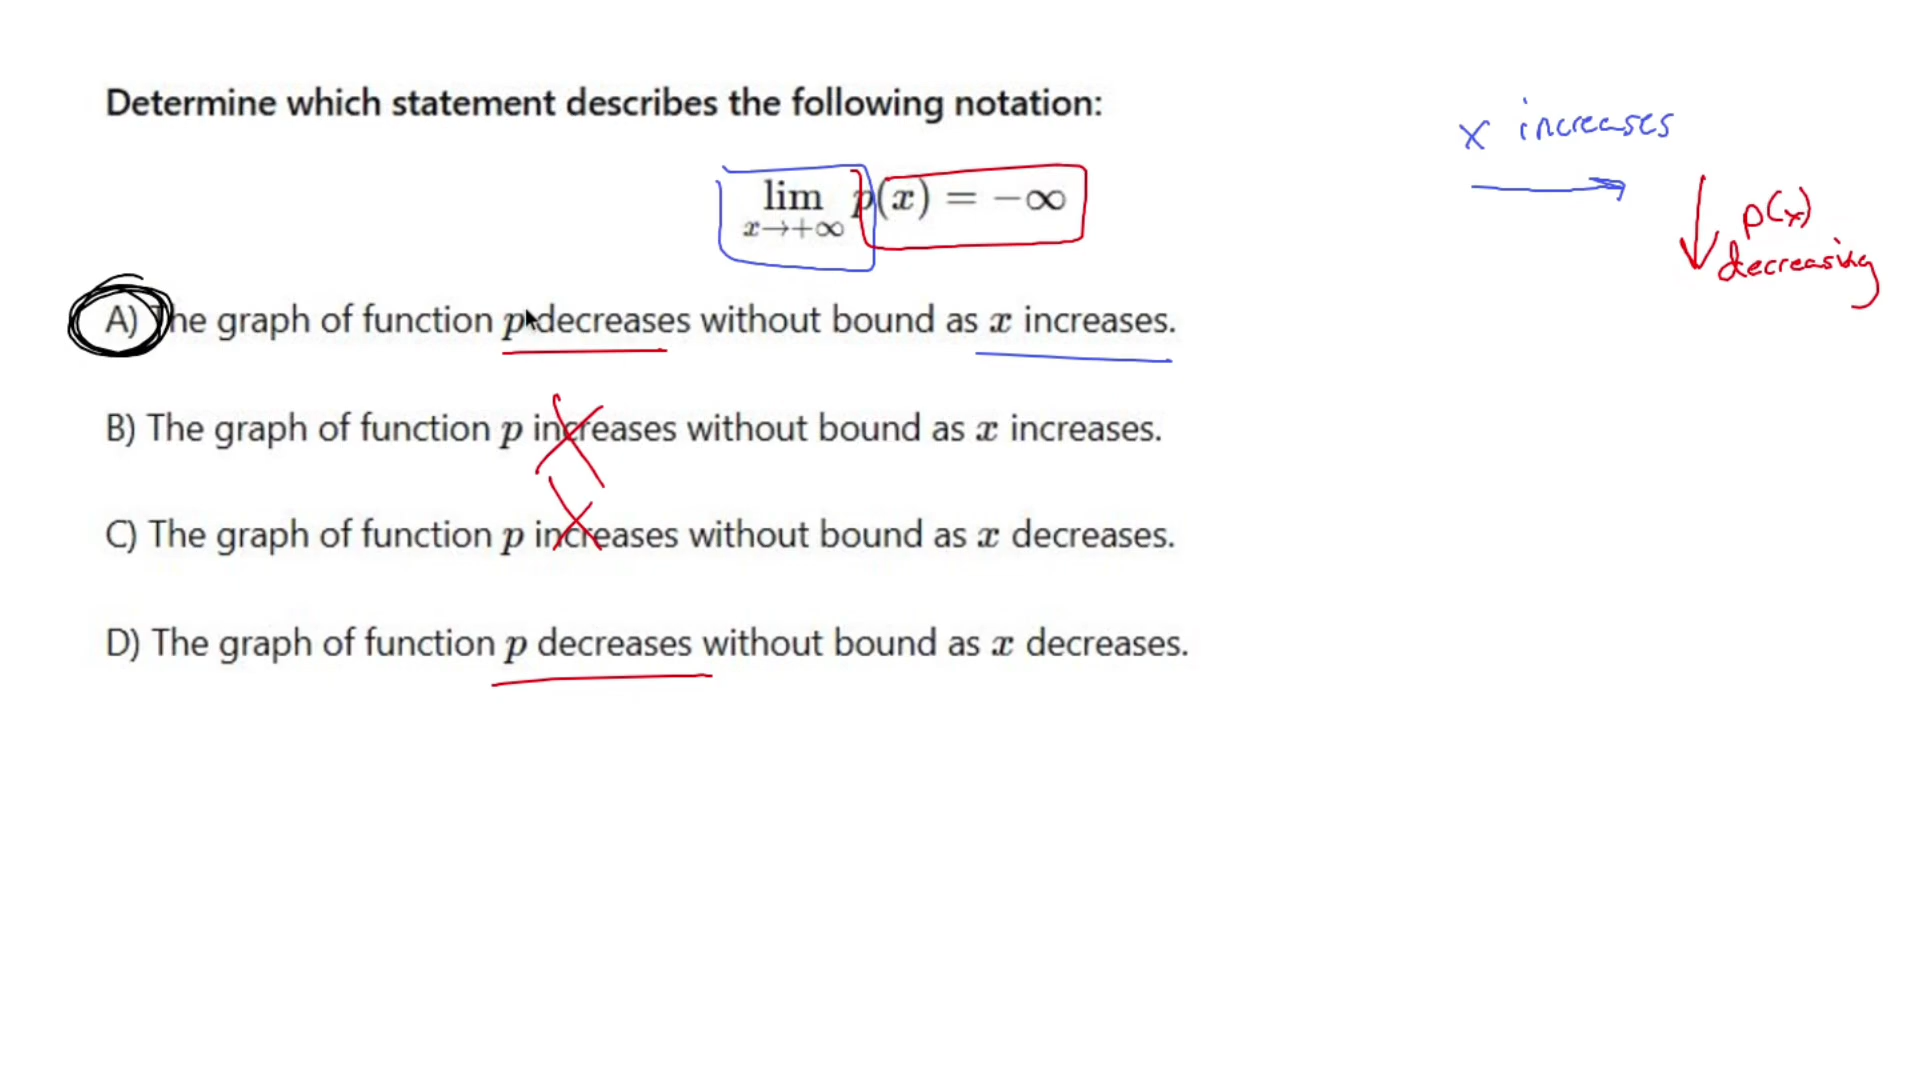 Determine which statement describes the following notation:
x increases
lim p(x) = −∞
x→+∞
p(x)
decreasing
A) The graph of function p decreases without bound as x increases.
B) The graph of function p increases without bound as x increases.
C) The graph of function p increases without bound as x decreases.
D) The graph of function p decreases without bound as x decreases.